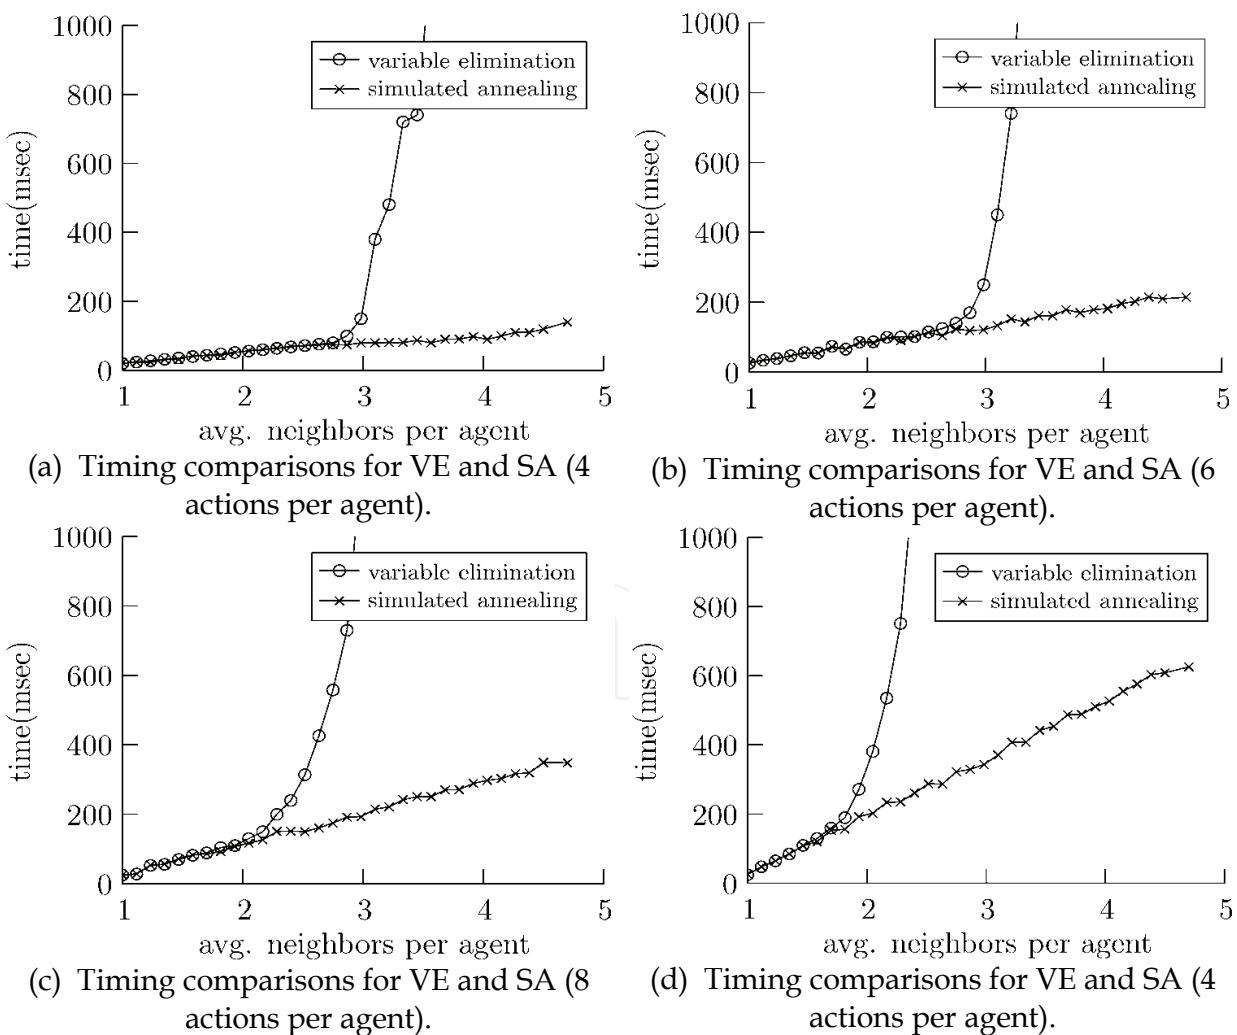 1000
800
600
400
200
0
time(msec)
variable elimination
simulated annealing
1 2 3 4 5
avg. neighbors per agent
(a) Timing comparisons for VE and SA (4
actions per agent).
1000
800
600
400
200
0
time(msec)
variable elimination
simulated annealing
1 2 3 4 5
avg. neighbors per agent
(b) Timing comparisons for VE and SA (6
actions per agent).
1000
800
600
400
200
0
time(msec)
variable elimination
simulated annealing
1 2 3 4 5
avg. neighbors per agent
(c) Timing comparisons for VE and SA (8
actions per agent).
1000
800
600
400
200
0
time(msec)
variable elimination
simulated annealing
1 2 3 4 5
avg. neighbors per agent
(d) Timing comparisons for VE and SA (4
actions per agent).